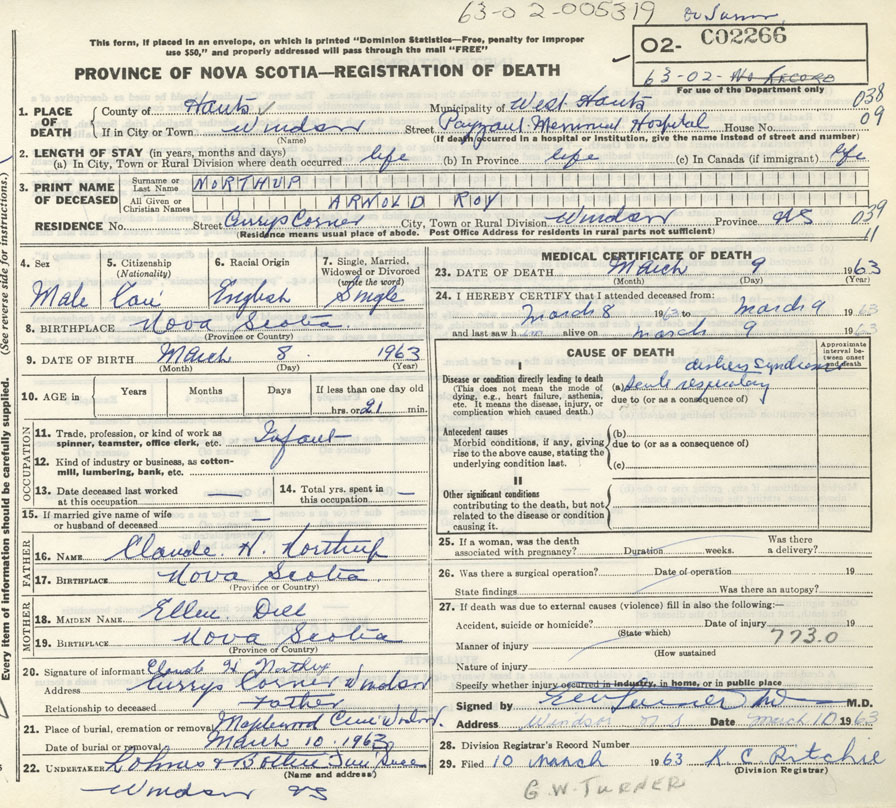 63-02-005319
This form, if placed in an envelope, on which is printed "Dominion Statistics—Free, penalty for improper
use $50," and properly addressed will pass through the mail "FREE"
O2- C02266
63-02- No Record
For use of the Department only
PROVINCE OF NOVA SCOTIA—REGISTRATION OF DEATH
1. PLACE OF DEATH
County of Hants
Municipality of West Hants
038
If in City or Town Windsor
(Name)
Street Payzant Memorial Hospital House No.
09
(If death occurred in a hospital or institution, give the name instead of street and number)
2. LENGTH OF STAY (in years, months and days)
(a) In City, Town or Rural Division where death occurred life (b) In Province life (c) In Canada (if immigrant) life
3. PRINT NAME OF DECEASED
Surname or Last Name NORTHUP
All Given or Christian Names ARNOLD ROY
RESIDENCE No. Street Currys Corner City, Town or Rural Division Windsor Province NS
039
11
(Residence means usual place of abode. Post Office Address for residents in rural parts not sufficient)
4. Sex
Male
5. Citizenship
(Nationality)
Can
6. Racial Origin
English
7. Single, Married, Widowed or Divorced
(write the word)
Single
8. BIRTHPLACE Nova Scotia
(Province or Country)
9. DATE OF BIRTH March 8 1963
(Month) (Day) (Year)
10. AGE in Years Months Days If less than one day old
hrs. or 21 min.
OCCUPATION
11. Trade, profession, or kind of work as spinner, teamster, office clerk, etc. Infant
12. Kind of industry or business, as cotton-mill, lumbering, bank, etc.
13. Date deceased last worked at this occupation —
14. Total yrs. spent in this occupation —
15. If married give name of wife or husband of deceased —
FATHER
16. NAME Claude H. Northup
17. BIRTHPLACE Nova Scotia
(Province or Country)
MOTHER
18. MAIDEN NAME Ellen Dill
19. BIRTHPLACE Nova Scotia
(Province or Country)
20. Signature of informant Claude H Northup
Address Currys Corner Windsor
Relationship to deceased Father
21. Place of burial, cremation or removal Maplewood Cem Windsor.
Date of burial or removal March 10 - 1963
22. UNDERTAKER
(Name and address)
Windsor NS
MEDICAL CERTIFICATE OF DEATH
23. DATE OF DEATH March 9 1963
(Month) (Day) (Year)
24. I HEREBY CERTIFY that I attended deceased from:
March 8 1963 to March 9 1963
and last saw him alive on March 9 1963
CAUSE OF DEATH
Approximate interval between onset and death
I
Disease or condition directly leading to death
(This does not mean the mode of dying, e.g., heart failure, asthenia, etc. It means the disease, injury, or complication which caused death.)
(a) Acute respiratory distress syndrome
due to (or as a consequence of)
Antecedent causes
Morbid conditions, if any, giving rise to the above cause, stating the underlying condition last.
(b)
due to (or as a consequence of)
(c)
II
Other significant conditions
contributing to the death, but not related to the disease or condition causing it.
25. If a woman, was the death associated with pregnancy? Duration weeks. Was there a delivery?
26. Was there a surgical operation? Date of operation 19
State findings Was there an autopsy?
27. If death was due to external causes (violence) fill in also the following:—
Accident, suicide or homicide? Date of injury 19
(State which)
773.0
Manner of injury
(How sustained
Nature of injury
Specify whether injury occurred in industry, in home, or in public place
Signed by M.D.
Address Windsor N S Date March 10 1963
28. Division Registrar's Record Number
29. Filed 10 March 1963 K C Ritchie
(Division Registrar)
G.W. TURNER
Every item of information should be carefully supplied. (See reverse side for instructions.)